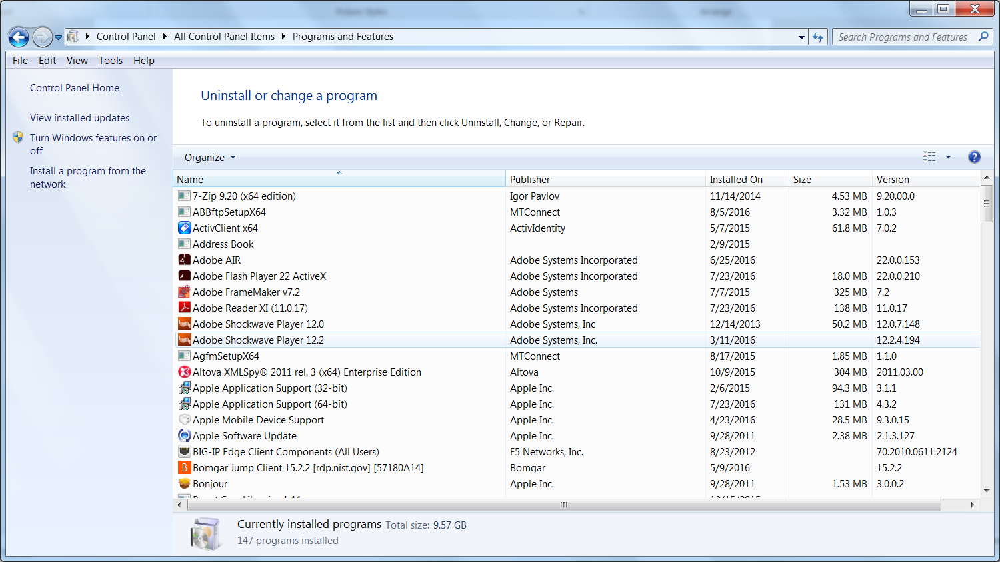 Control Panel ▸ All Control Panel Items ▸ Programs and Features
Search Programs and Features
File Edit View Tools Help
Control Panel Home
View installed updates
Turn Windows features on or
off
Install a program from the
network
Uninstall or change a program
To uninstall a program, select it from the list and then click Uninstall, Change, or Repair.
Organize
Name Publisher Installed On Size Version
7-Zip 9.20 (x64 edition) Igor Pavlov 11/14/2014 4.53 MB 9.20.00.0
ABBftpSetupX64 MTConnect 8/5/2016 3.32 MB 1.0.3
ActivClient x64 ActivIdentity 5/7/2015 61.8 MB 7.0.2
Address Book 2/9/2015
Adobe AIR Adobe Systems Incorporated 6/25/2016 22.0.0.153
Adobe Flash Player 22 ActiveX Adobe Systems Incorporated 7/23/2016 18.0 MB 22.0.0.210
Adobe FrameMaker v7.2 Adobe Systems 7/7/2015 325 MB 7.2
Adobe Reader XI (11.0.17) Adobe Systems Incorporated 7/23/2016 138 MB 11.0.17
Adobe Shockwave Player 12.0 Adobe Systems, Inc 12/14/2013 50.2 MB 12.0.7.148
Adobe Shockwave Player 12.2 Adobe Systems, Inc. 3/11/2016 12.2.4.194
AgfmSetupX64 MTConnect 8/17/2015 1.85 MB 1.1.0
Altova XMLSpy® 2011 rel. 3 (x64) Enterprise Edition Altova 10/9/2015 304 MB 2011.03.00
Apple Application Support (32-bit) Apple Inc. 2/6/2015 94.3 MB 3.1.1
Apple Application Support (64-bit) Apple Inc. 7/23/2016 131 MB 4.3.2
Apple Mobile Device Support Apple Inc. 4/23/2016 28.5 MB 9.3.0.15
Apple Software Update Apple Inc. 9/28/2011 2.38 MB 2.1.3.127
BIG-IP Edge Client Components (All Users) F5 Networks, Inc. 8/23/2012 70.2010.0611.2124
Bomgar Jump Client 15.2.2 [rdp.nist.gov] [57180A14] Bomgar 5/9/2016 15.2.2
Bonjour Apple Inc. 9/28/2011 1.53 MB 3.0.0.2
Currently installed programs Total size: 9.57 GB
147 programs installed